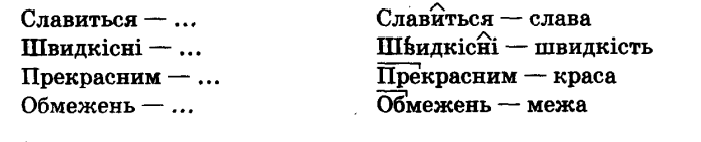 Славиться — ... Славиться — слава
Швидкісні — ... Швидкісні — швидкість
Прекрасним — ... Прекрасним — краса
Обмежень — ... Обмежень — межа